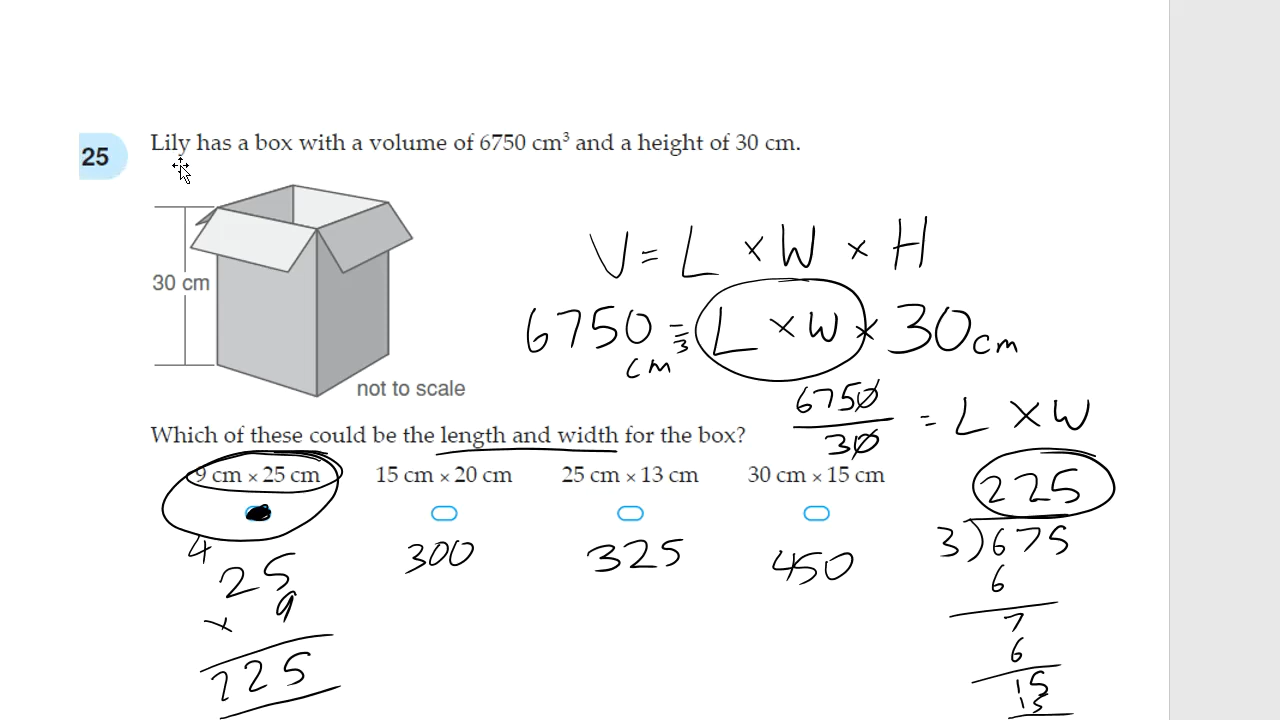 25
Lily has a box with a volume of 6750 cm³ and a height of 30 cm.
30 cm
not to scale
V = L × W × H
6750 cm³ = L × W × 30 cm
6750/30 = L × W
Which of these could be the length and width for the box?
9 cm × 25 cm 15 cm × 20 cm 25 cm × 13 cm 30 cm × 15 cm
225
3)675
6
7
6
15
15
4
25
× 9
225
300 325 450